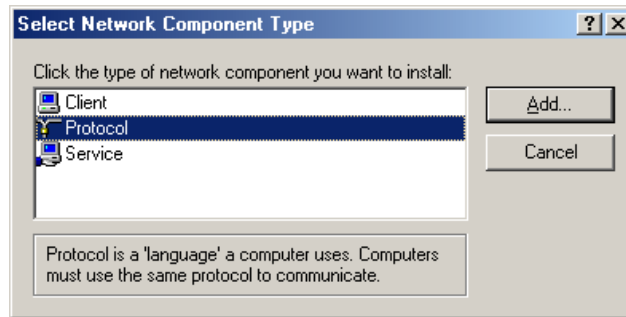 Select Network Component Type
Click the type of network component you want to install:
Client
Protocol
Service
Add...
Cancel
Protocol is a 'language' a computer uses. Computers
must use the same protocol to communicate.